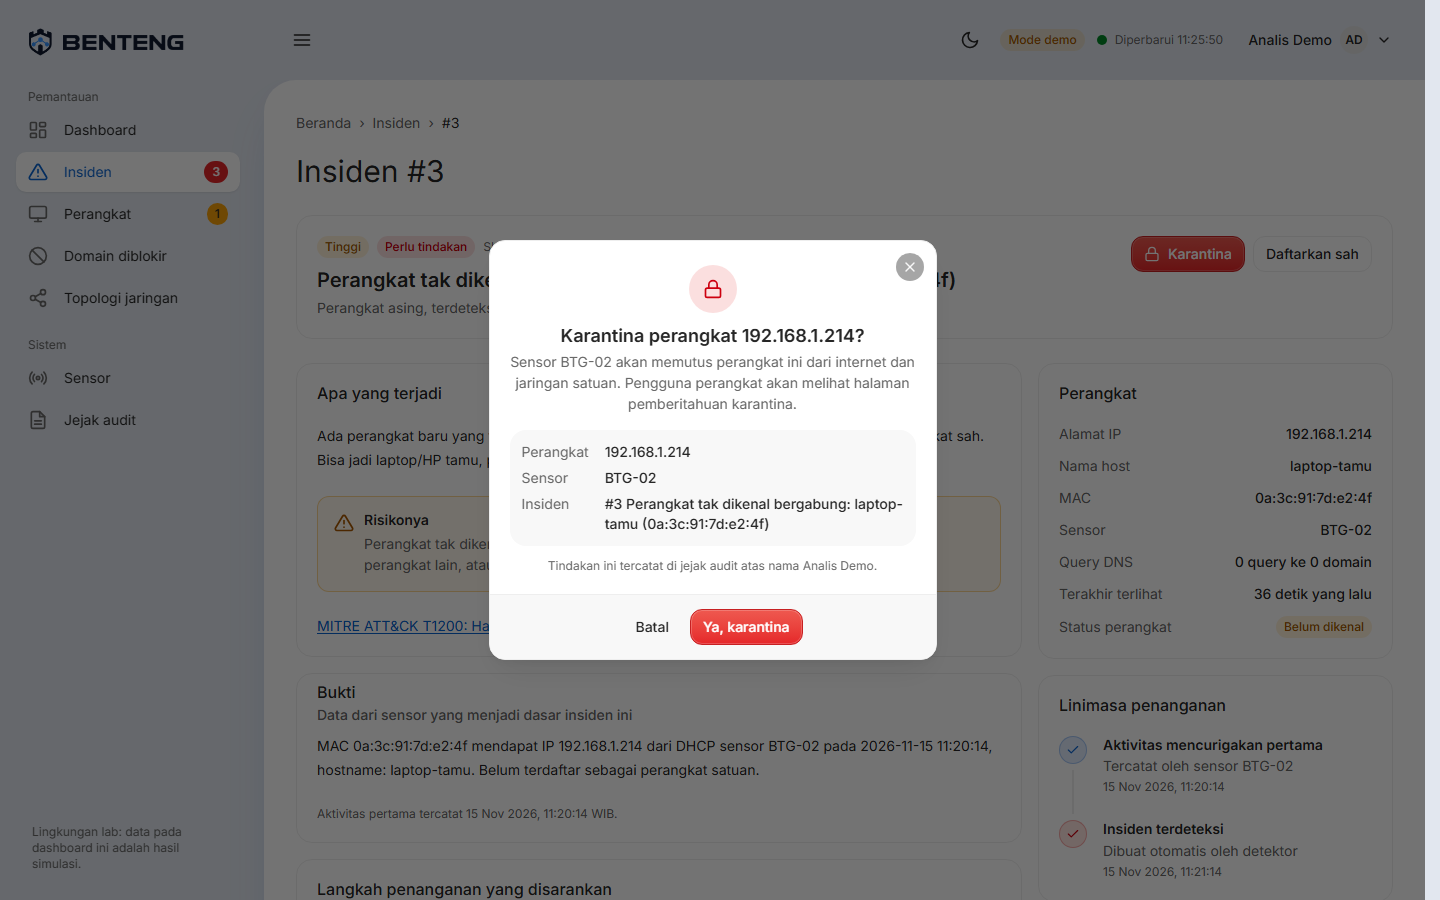 BENTENG
Mode demo
Diperbarui 11:25:50
Analis Demo
AD
Pemantauan
Dashboard
Insiden
3
Perangkat
1
Domain diblokir
Topologi jaringan
Sistem
Sensor
Jejak audit
Lingkungan lab: data pada
dashboard ini adalah hasil
simulasi.
Beranda › Insiden › #3
Insiden #3
Tinggi
Perlu tindakan
Perangkat tak
Perangkat asing,
Karantina
Daftarkan sah
Karantina perangkat 192.168.1.214?
Sensor BTG-02 akan memutus perangkat ini dari internet dan
jaringan satuan. Pengguna perangkat akan melihat halaman
pemberitahuan karantina.
Perangkat 192.168.1.214
Sensor BTG-02
Insiden #3 Perangkat tak dikenal bergabung: laptop-
tamu (0a:3c:91:7d:e2:4f)
Tindakan ini tercatat di jejak audit atas nama Analis Demo.
Batal
Ya, karantina
Apa yang terjadi
Ada perangkat baru yang
sah.
Bisa jadi laptop/HP tamu,
Risikonya
Perangkat tak
perangkat lain,
MITRE ATT&CK T1200:
Bukti
Data dari sensor yang menjadi dasar insiden ini
MAC 0a:3c:91:7d:e2:4f mendapat IP 192.168.1.214 dari DHCP sensor BTG-02 pada 2026-11-15 11:20:14,
hostname: laptop-tamu. Belum terdaftar sebagai perangkat satuan.
Aktivitas pertama tercatat 15 Nov 2026, 11:20:14 WIB.
Langkah penanganan yang disarankan
Perangkat
Alamat IP 192.168.1.214
Nama host laptop-tamu
MAC 0a:3c:91:7d:e2:4f
Sensor BTG-02
Query DNS 0 query ke 0 domain
Terakhir terlihat 36 detik yang lalu
Status perangkat Belum dikenal
Linimasa penanganan
Aktivitas mencurigakan pertama
Tercatat oleh sensor BTG-02
15 Nov 2026, 11:20:14
Insiden terdeteksi
Dibuat otomatis oleh detektor
15 Nov 2026, 11:21:14